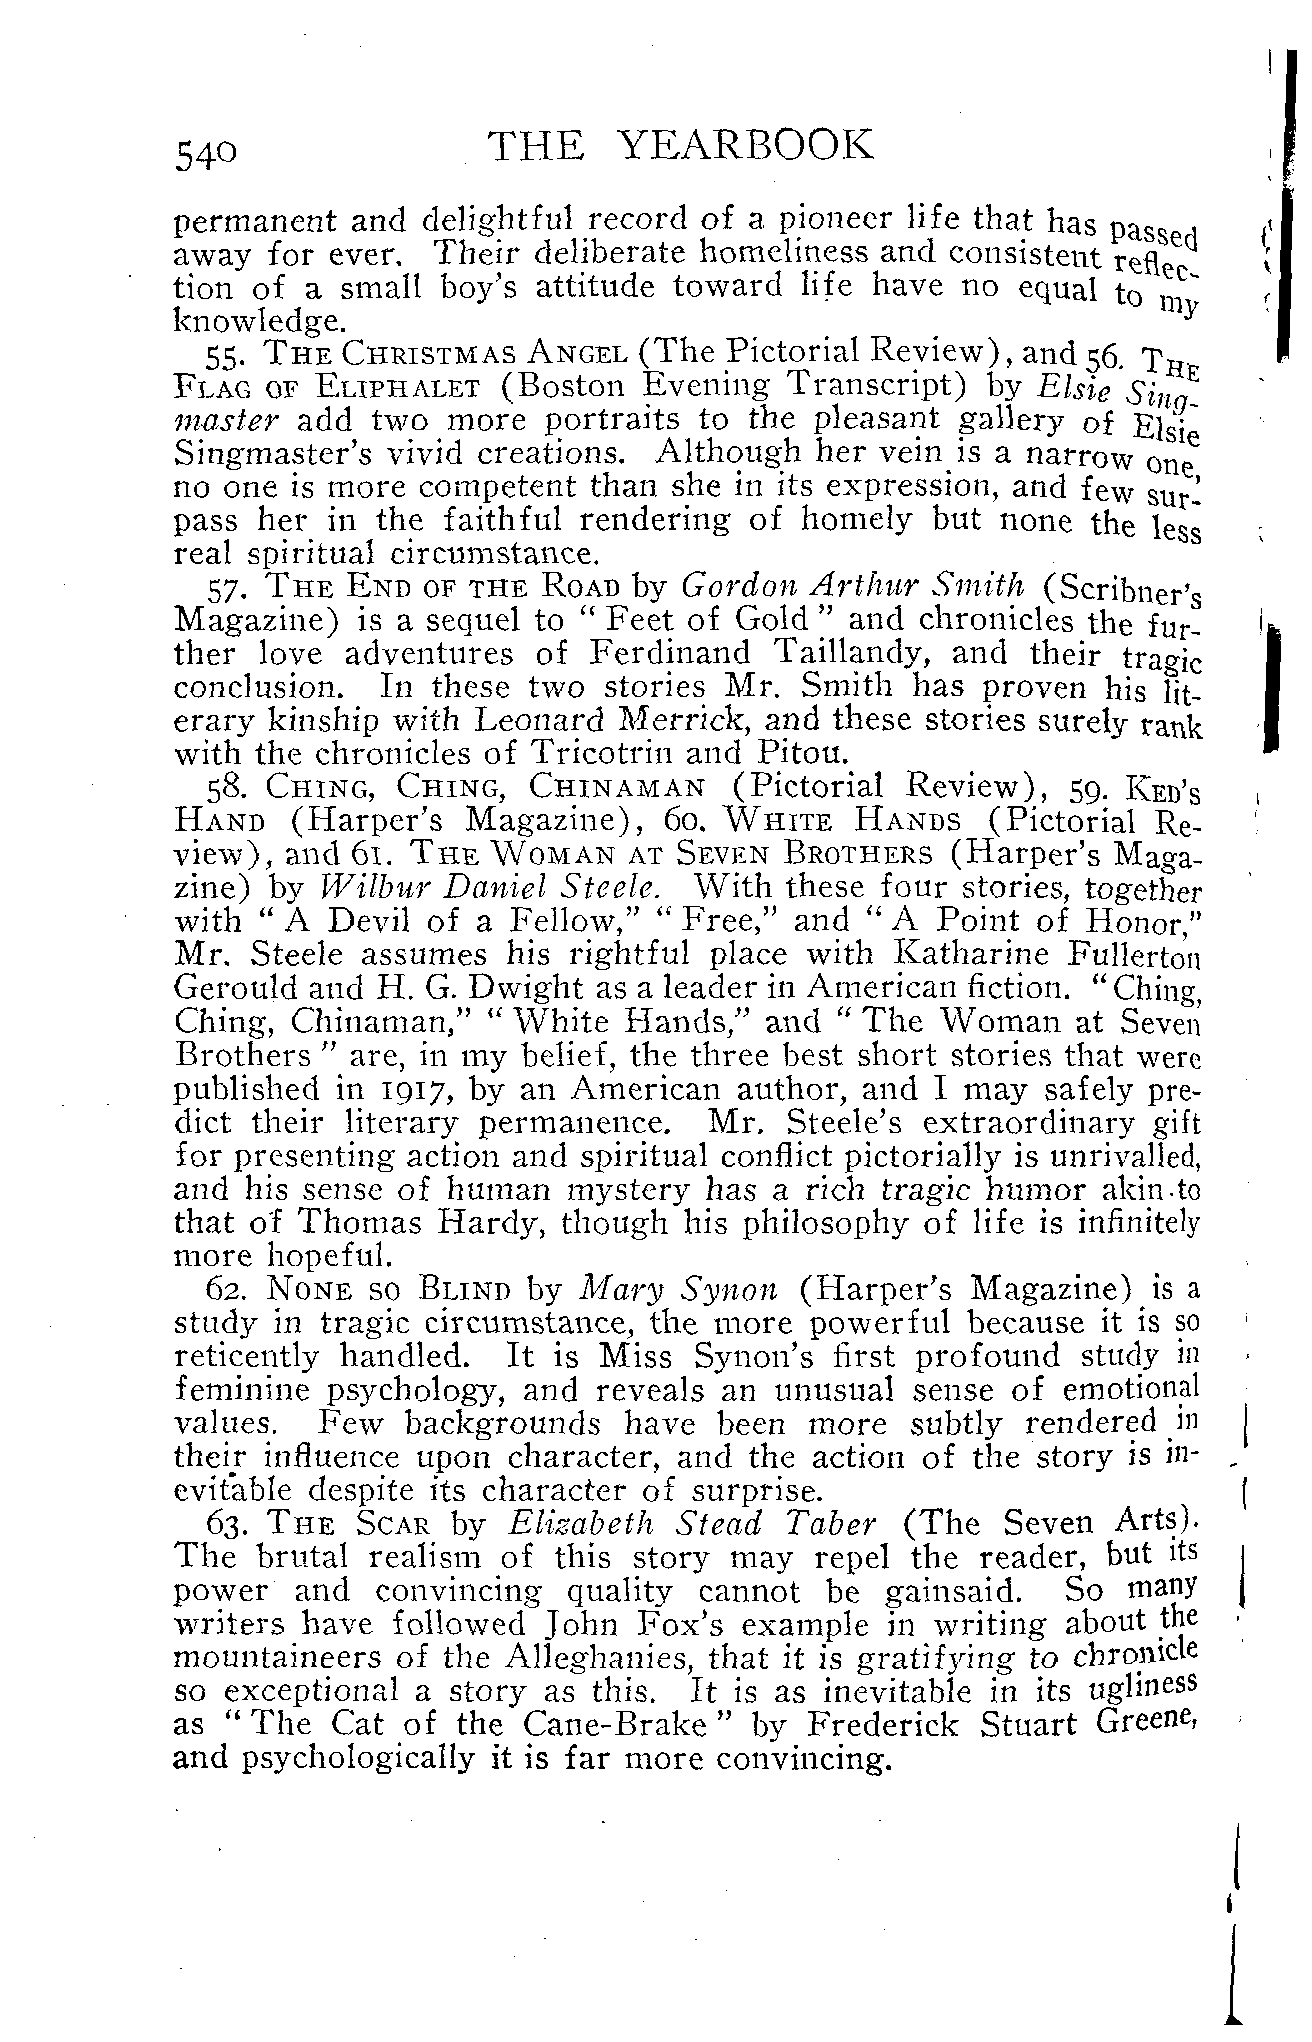 540 THE YEARBOOK
permanent and delightful record of a pioneer life that has passed
away for ever. Their deliberate homeliness and consistent reflec-
tion of a small boy's attitude toward life have no equal to my
knowledge.
55. THE CHRISTMAS ANGEL (The Pictorial Review), and 56. THE
FLAG OF ELIPHALET (Boston Evening Transcript) by Elsie Sing-
master add two more portraits to the pleasant gallery of Elsie
Singmaster's vivid creations. Although her vein is a narrow one,
no one is more competent than she in its expression, and few sur-
pass her in the faithful rendering of homely but none the less
real spiritual circumstance.
57. THE END OF THE ROAD by Gordon Arthur Smith (Scribner's
Magazine) is a sequel to " Feet of Gold " and chronicles the fur-
ther love adventures of Ferdinand Taillandy, and their tragic
conclusion. In these two stories Mr. Smith has proven his lit-
erary kinship with Leonard Merrick, and these stories surely rank
with the chronicles of Tricotrin and Pitou.
58. CHING, CHING, CHINAMAN (Pictorial Review), 59. KED'S
HAND (Harper's Magazine), 60. WHITE HANDS (Pictorial Re-
view), and 61. THE WOMAN AT SEVEN BROTHERS (Harper's Maga-
zine) by Wilbur Daniel Steele. With these four stories, together
with " A Devil of a Fellow," " Free," and " A Point of Honor,"
Mr. Steele assumes his rightful place with Katharine Fullerton
Gerould and H. G. Dwight as a leader in American fiction. "Ching,
Ching, Chinaman," " White Hands," and " The Woman at Seven
Brothers " are, in my belief, the three best short stories that were
published in 1917, by an American author, and I may safely pre-
dict their literary permanence. Mr. Steele's extraordinary gift
for presenting action and spiritual conflict pictorially is unrivalled,
and his sense of human mystery has a rich tragic humor akin to
that of Thomas Hardy, though his philosophy of life is infinitely
more hopeful.
62. NONE SO BLIND by Mary Synon (Harper's Magazine) is a
study in tragic circumstance, the more powerful because it is so
reticently handled. It is Miss Synon's first profound study in
feminine psychology, and reveals an unusual sense of emotional
values. Few backgrounds have been more subtly rendered in
their influence upon character, and the action of the story is in-
evitable despite its character of surprise.
63. THE SCAR by Elizabeth Stead Taber (The Seven Arts).
The brutal realism of this story may repel the reader, but its
power and convincing quality cannot be gainsaid. So many
writers have followed John Fox's example in writing about the
mountaineers of the Alleghanies, that it is gratifying to chronicle
so exceptional a story as this. It is as inevitable in its ugliness
as " The Cat of the Cane-Brake " by Frederick Stuart Greene,
and psychologically it is far more convincing.